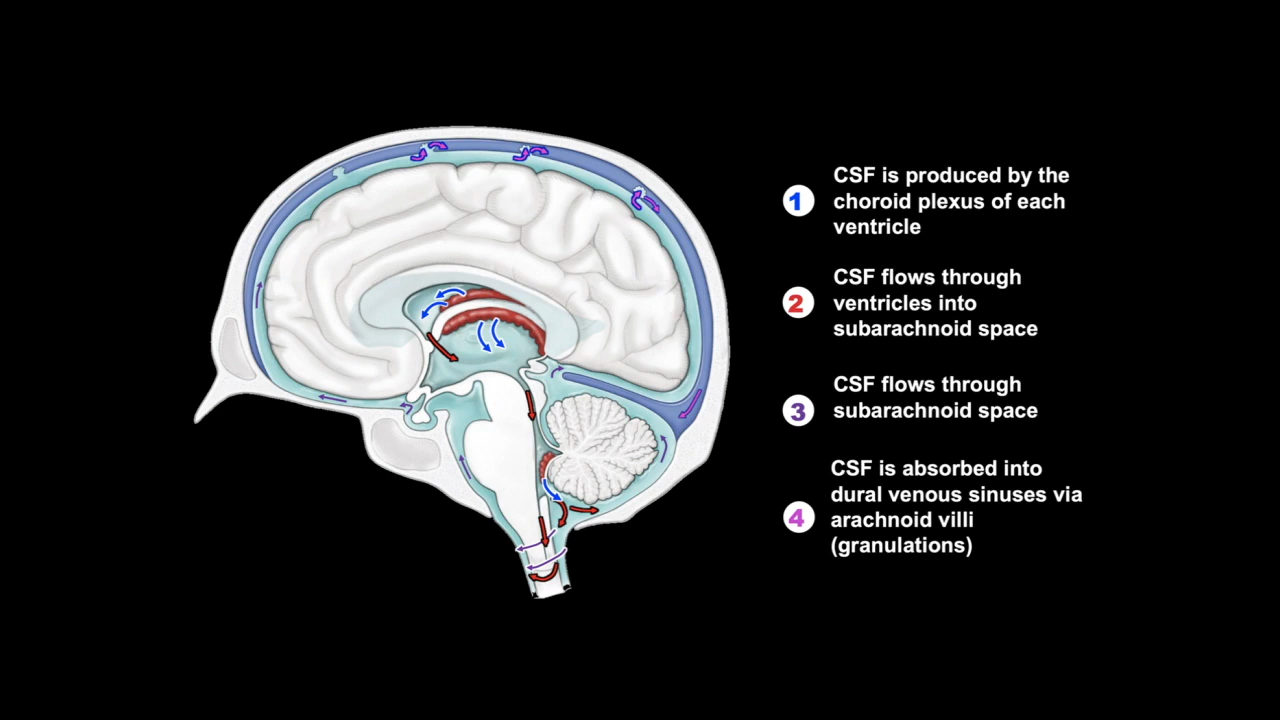 1
CSF is produced by the
choroid plexus of each
ventricle
2
CSF flows through
ventricles into
subarachnoid space
3
CSF flows through
subarachnoid space
4
CSF is absorbed into
dural venous sinuses via
arachnoid villi
(granulations)